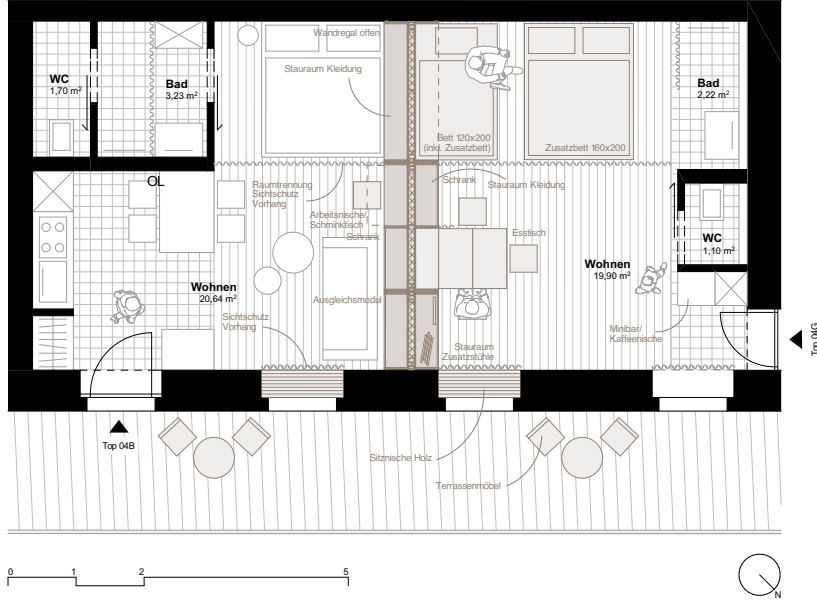 Wandregal offen
Stauraum Kleidung
WC
1,70 m²
Bad
3,23 m²
Bett 120x200
(inkl. Zusatzbett)
Zusatzbett 160x200
Bad
2,22 m²
OL
Raumtrennung
Sichtschutz
Vorhang
Arbeitsnische/
Schminktisch
Schrank
Schrank
Stauraum Kleidung
Esstisch
WC
1,10 m²
Wohnen
20,64 m²
Wohnen
19,90 m²
Ausgleichsmodul
Sichtschutz
Vorhang
Stauraum
Zusatzstühle
Minibar/
Kaffeenische
Top 04G
Top 04B
Sitznische Holz
Terrassenmöbel
0 1 2 5
N